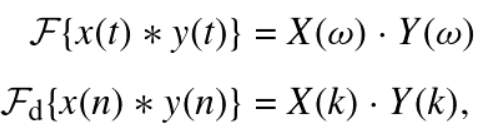 ℱ{x(t) ∗ y(t)} = X(ω) · Y(ω)
ℱd{x(n) ∗ y(n)} = X(k) · Y(k),